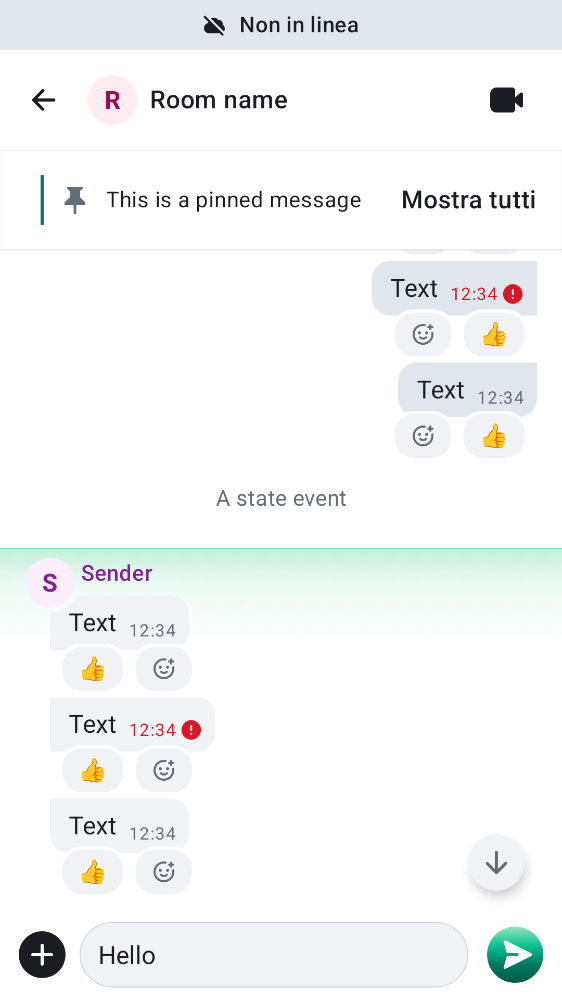 Non in linea
R
Room name
This is a pinned message
Mostra tutti
Text 12:34
Text 12:34
A state event
S
Sender
Text 12:34
Text 12:34
Text 12:34
Hello